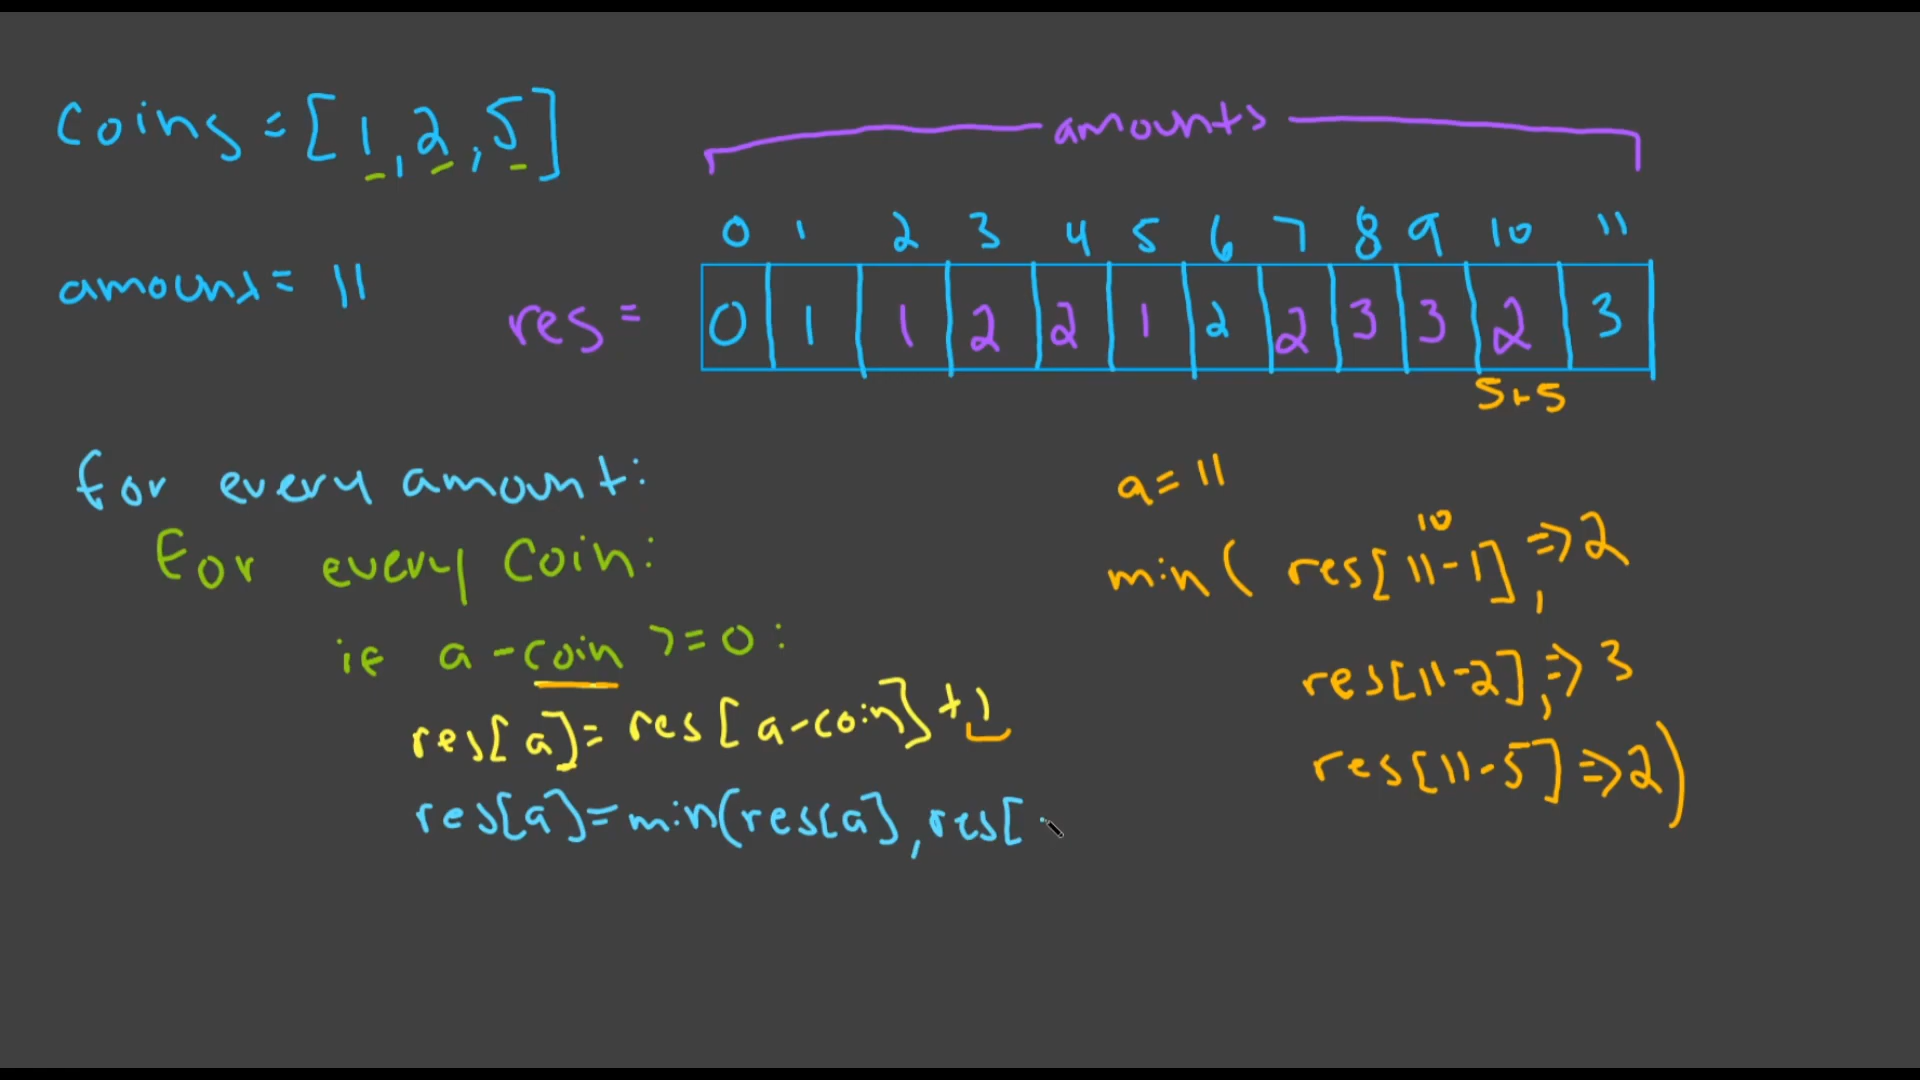 Coins = [1, 2, 5]
amounts
amount = 11
0 1 2 3 4 5 6 7 8 9 10 11
res = 0 1 1 2 2 1 2 2 3 3 2 3
5+5
for every amount:
For every coin:
if a - coin >= 0:
res[a] = res[a-coin] + 1
res[a] = min(res[a], res[
a = 11
10
min( res[11-1], => 2
res[11-2], => 3
res[11-5] => 2)